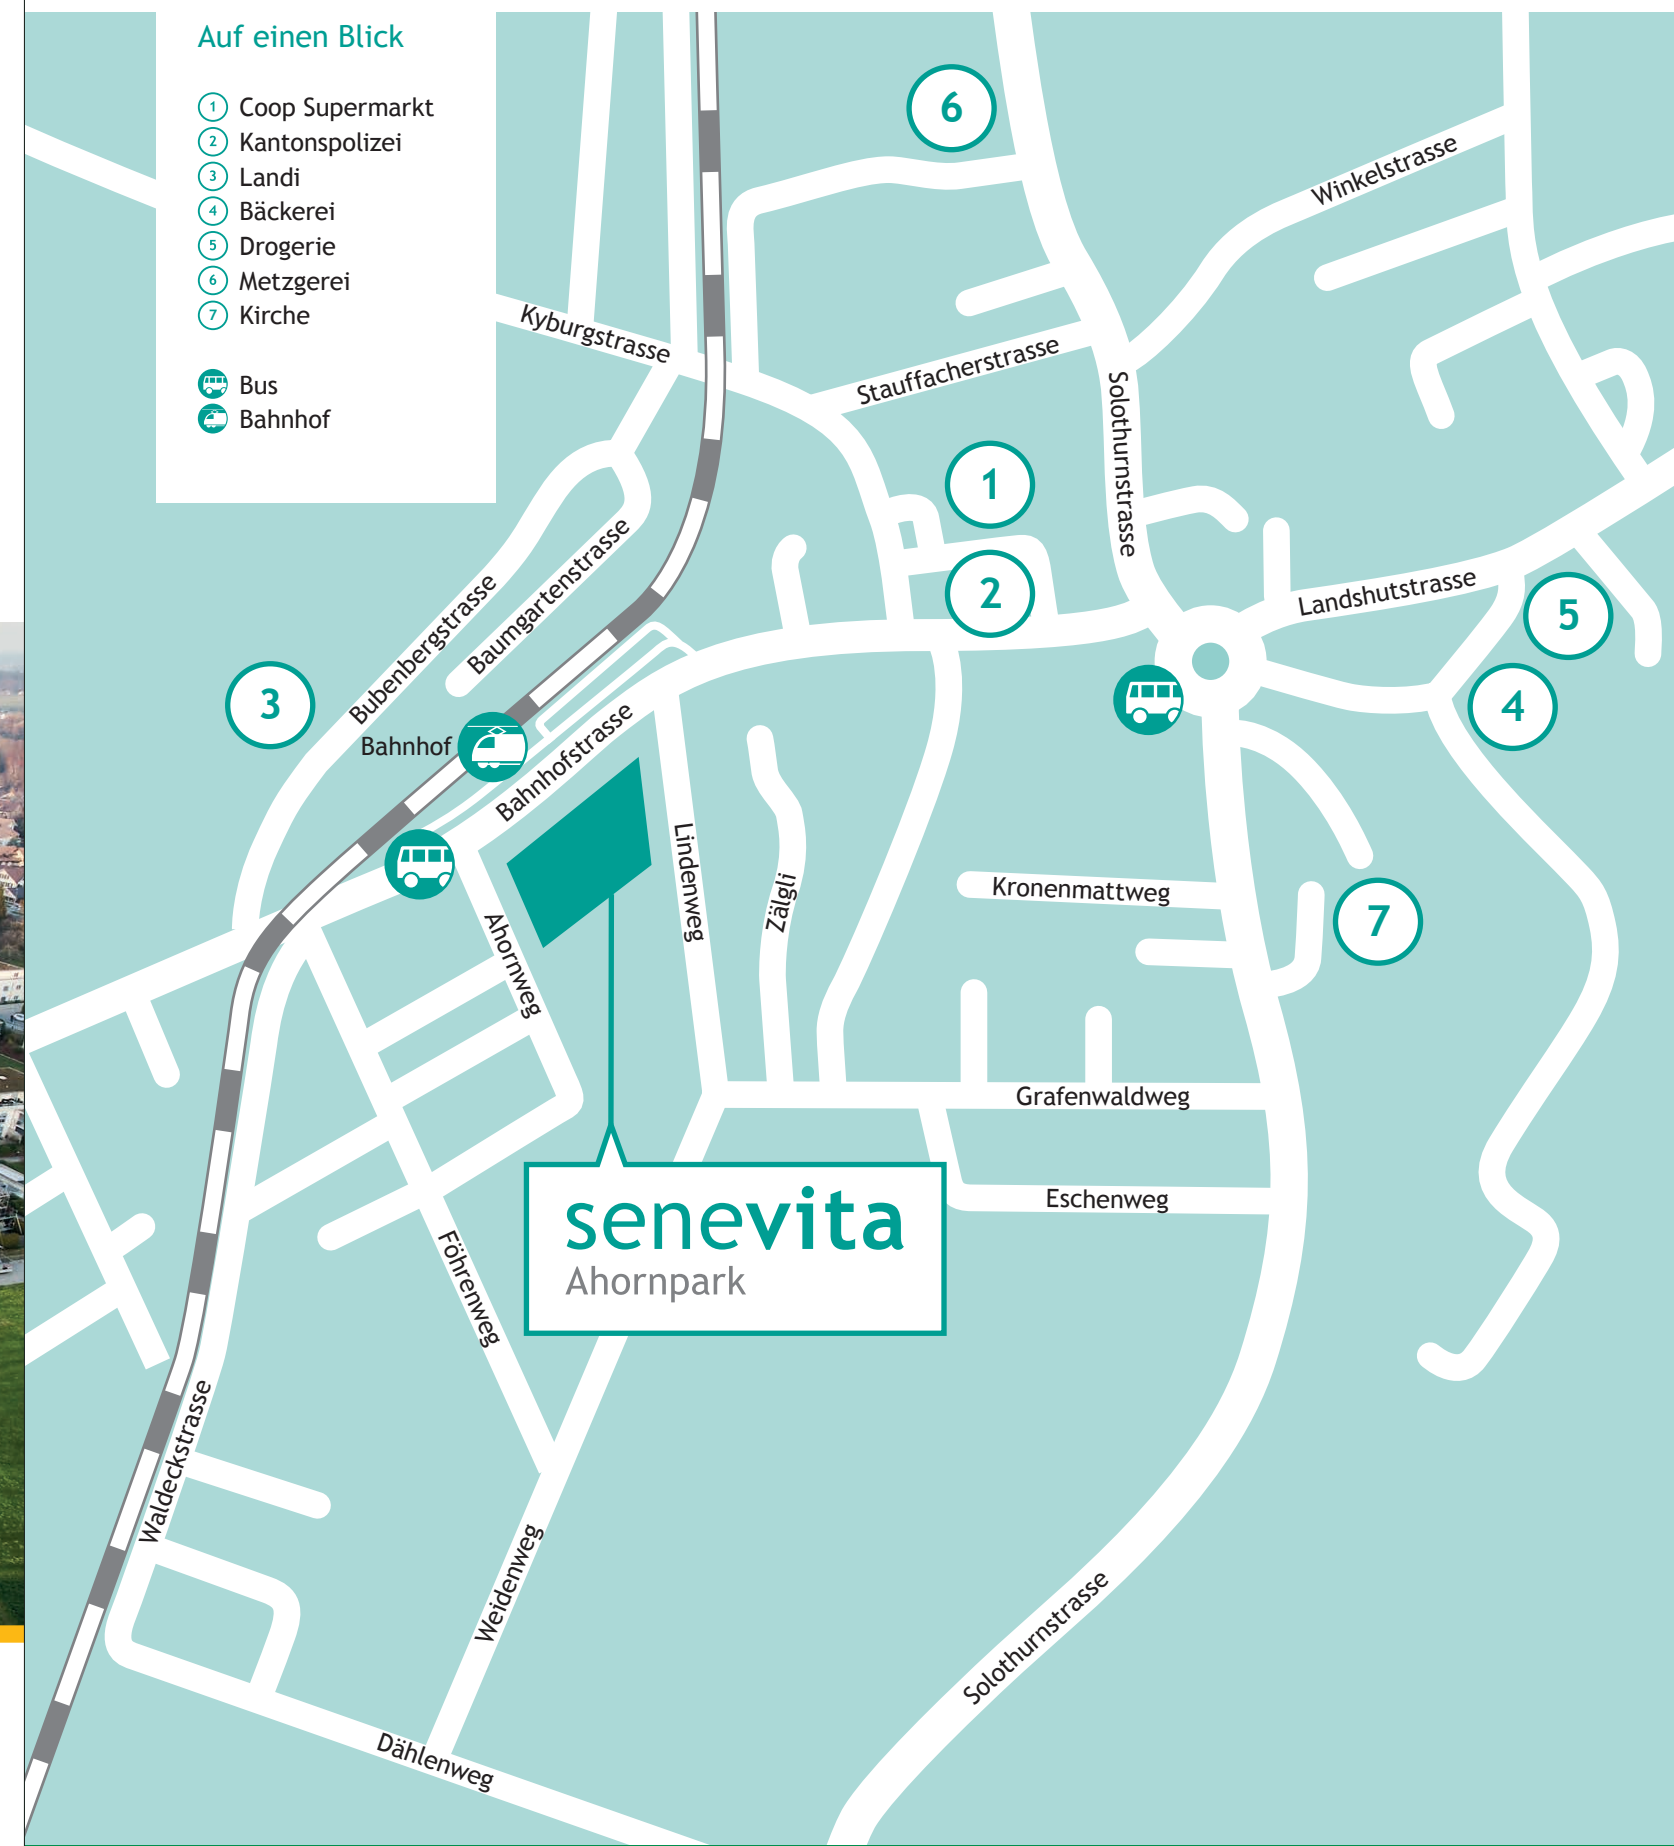 Auf einen Blick
1 Coop Supermarkt
2 Kantonspolizei
3 Landi
4 Bäckerei
5 Drogerie
6 Metzgerei
7 Kirche
Bus
Bahnhof
6
Winkelstrasse
Kyburgstrasse
Stauffacherstrasse
Solothurnstrasse
1
2
Baumgartenstrasse
Bubenbergstrasse
Landshutstrasse
5
3
4
Bahnhof
Bahnhofstrasse
Lindenweg
Zälgli
Kronenmattweg
7
Ahornweg
Grafenwaldweg
Eschenweg
senevita
Ahornpark
Föhrenweg
Waldeckstrasse
Weidenweg
Solothurnstrasse
Dählenweg